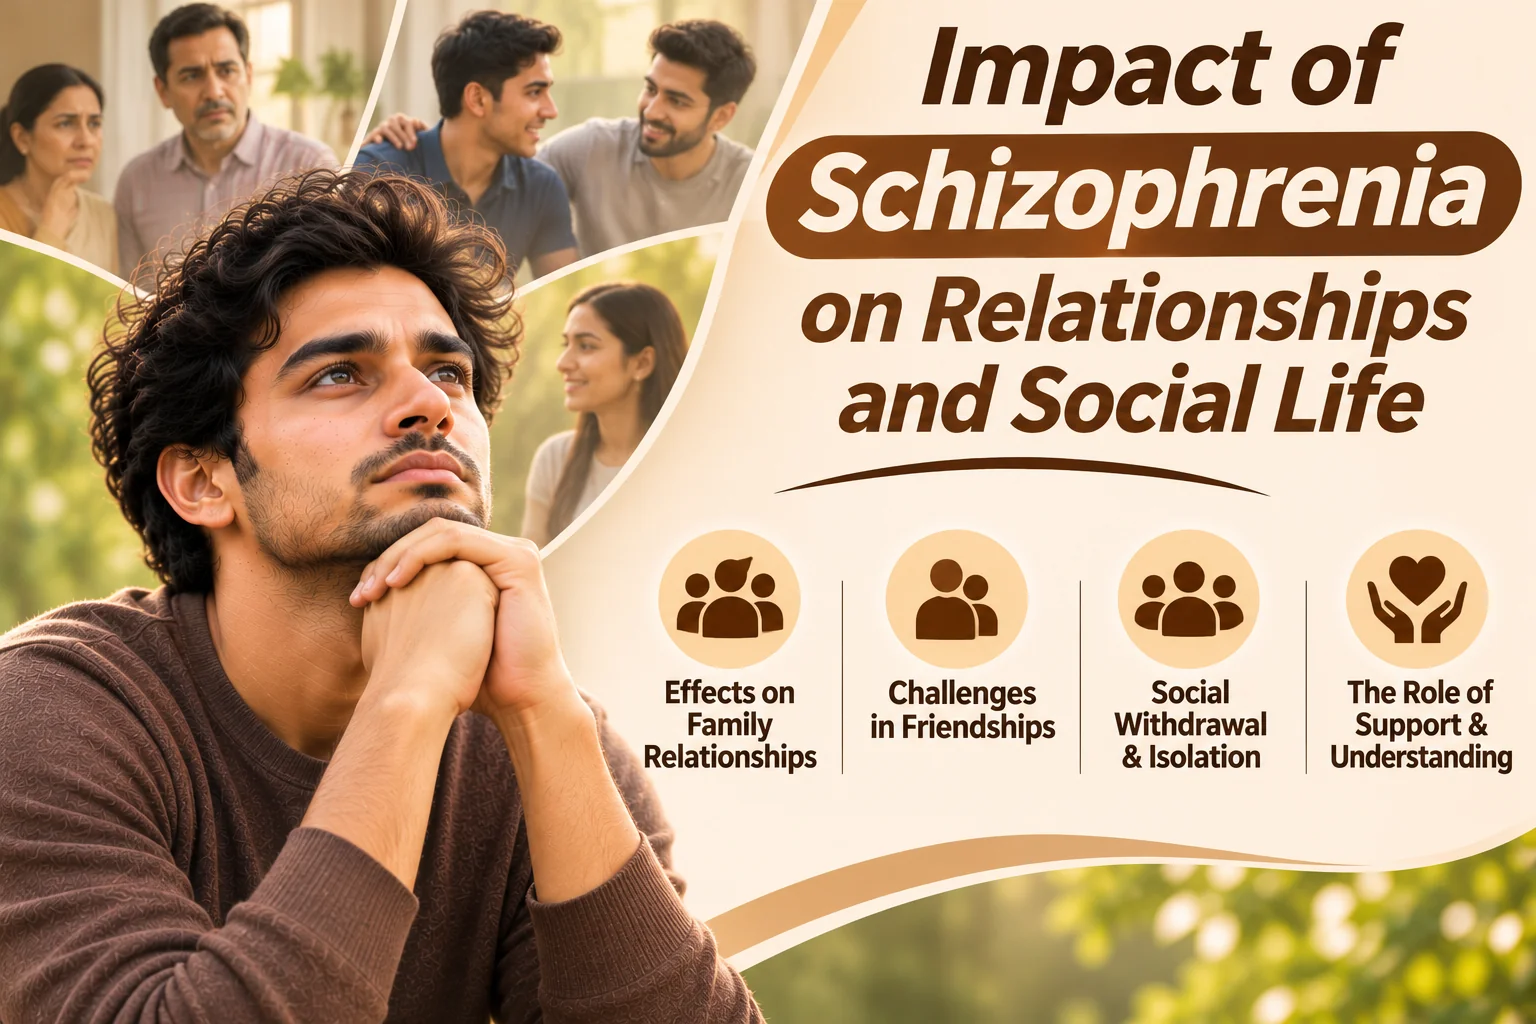 Impact of
Schizophrenia
on Relationships
and Social Life
Effects on
Family
Relationships
Challenges
in Friendships
Social
Withdrawal
& Isolation
The Role of
Support &
Understanding